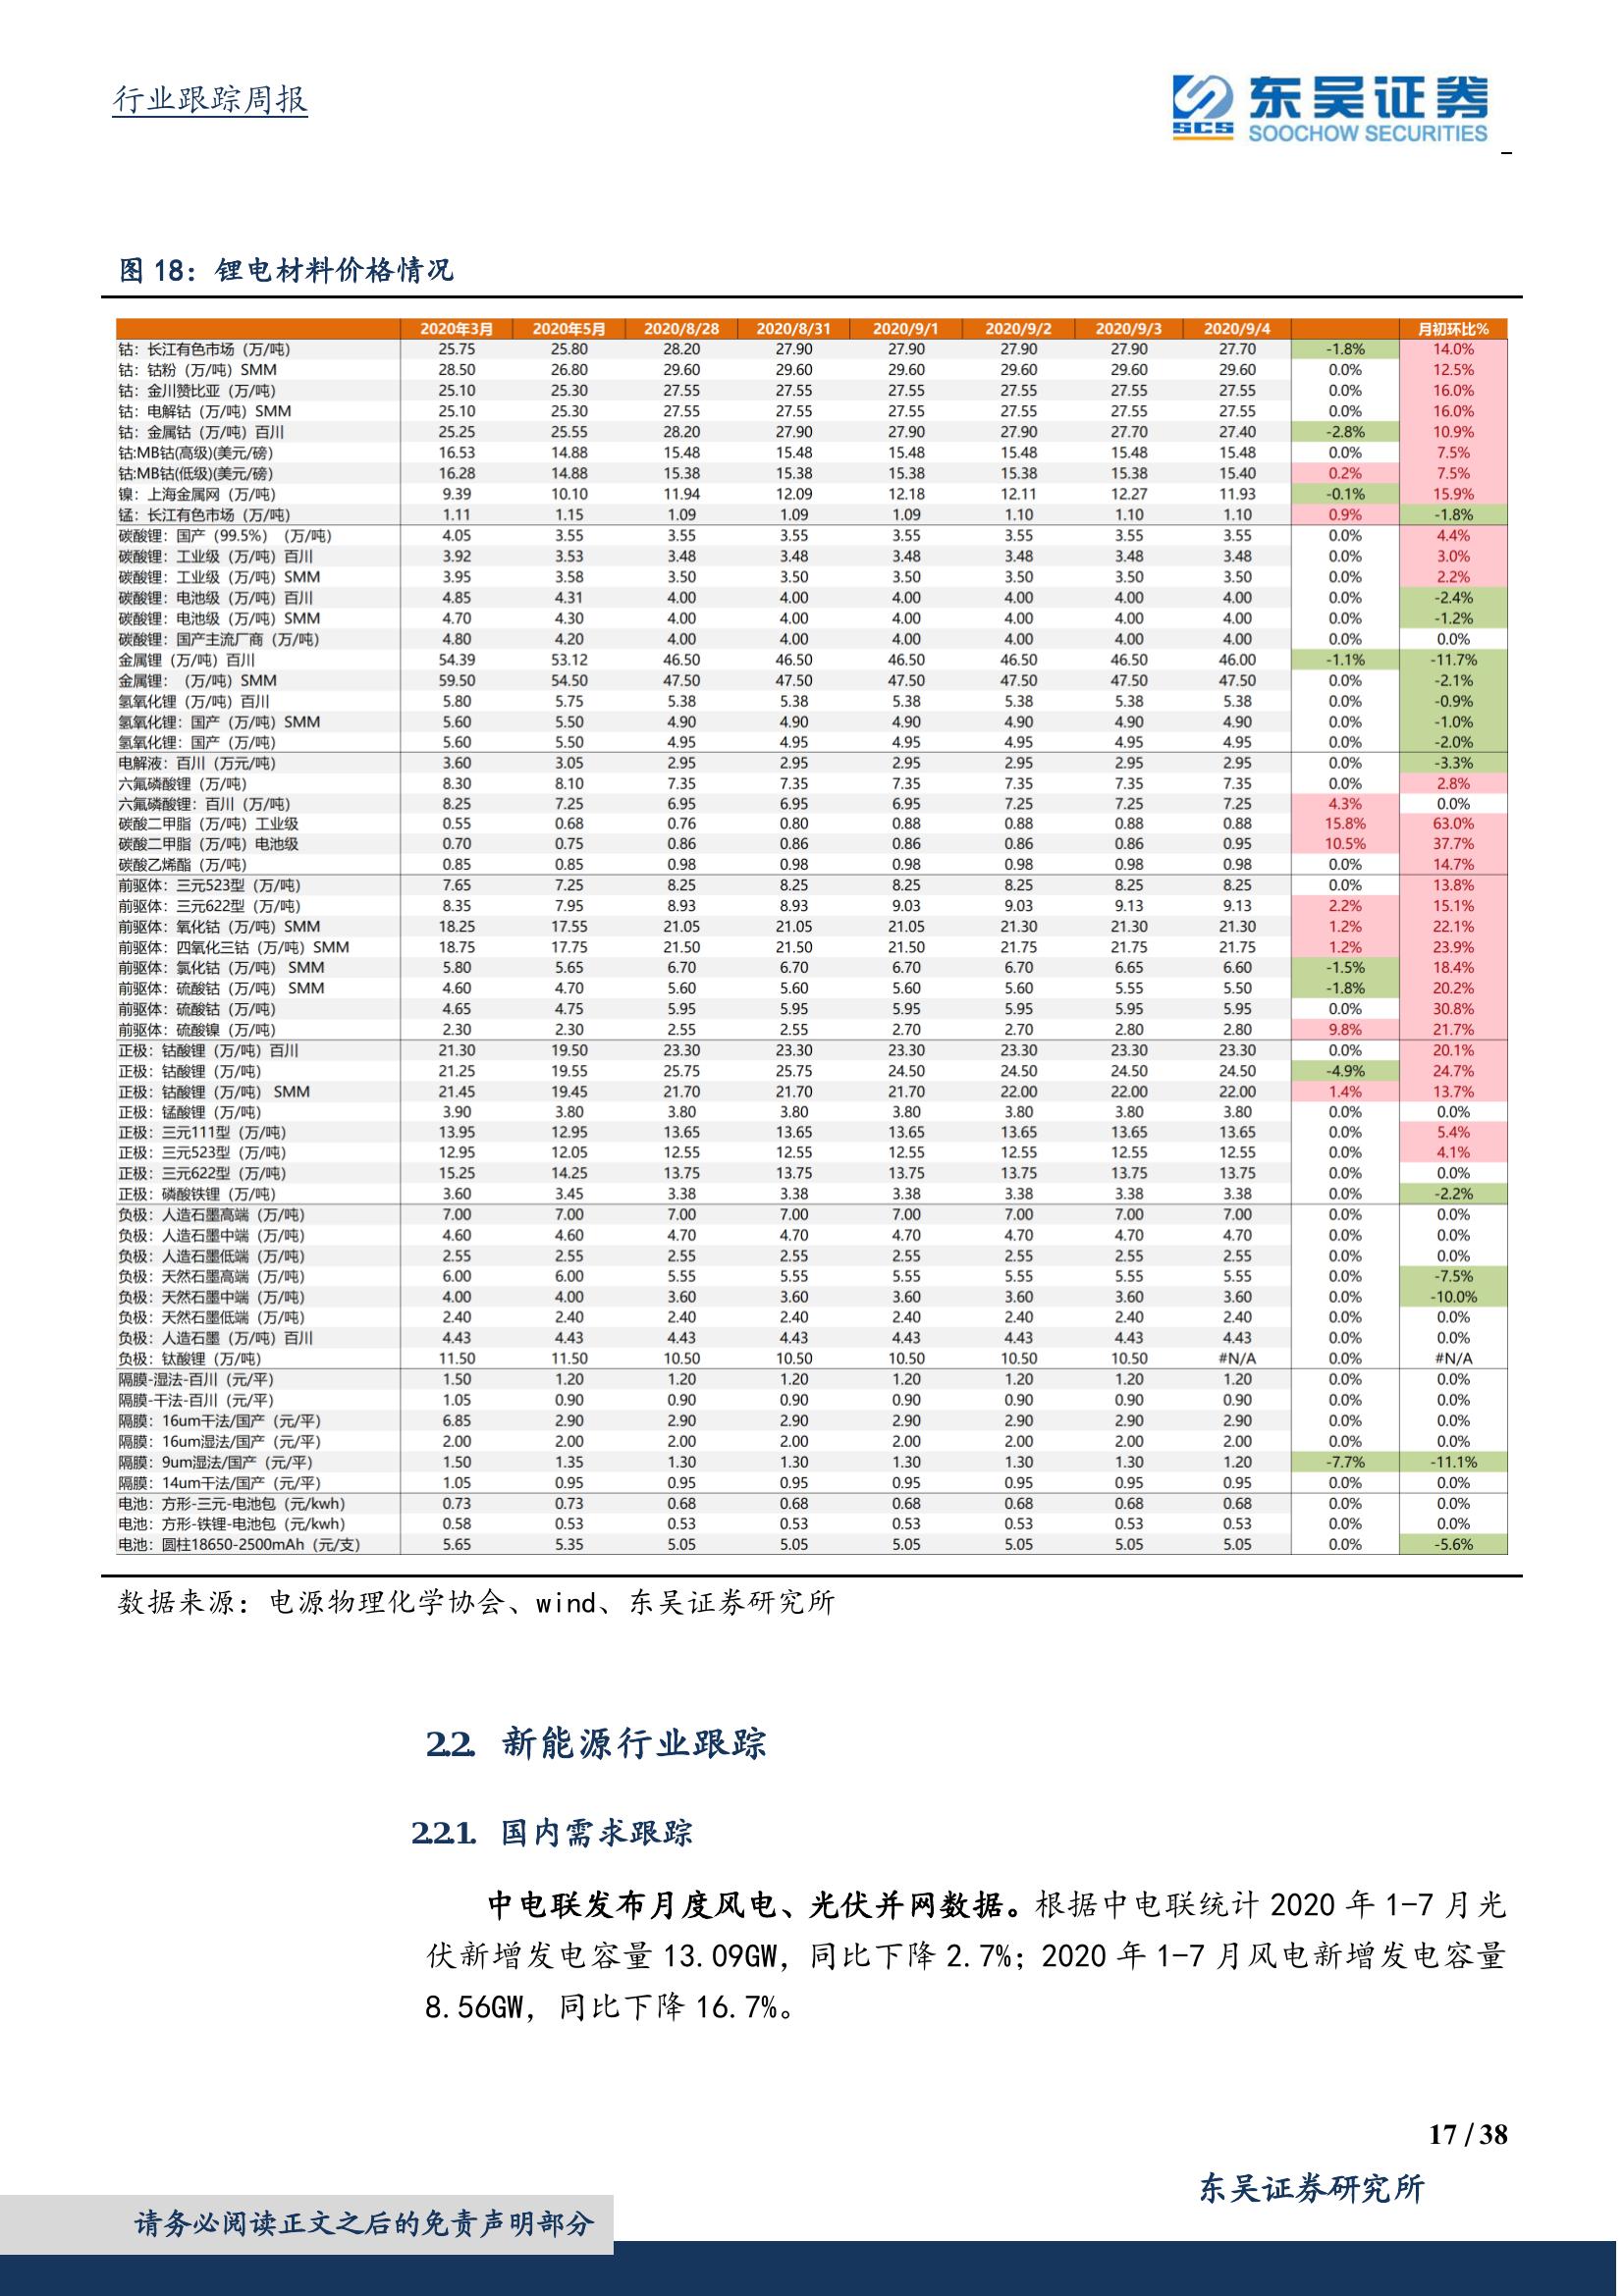 行业跟踪周报
SCS 东吴证券
SOOCHOW SECURITIES
图 18：锂电材料价格情况
2020年3月 2020年5月 2020/8/28 2020/8/31 2020/9/1 2020/9/2 2020/9/3 2020/9/4 月初环比%
钴：长江有色市场（万/吨） 25.75 25.80 28.20 27.90 27.90 27.90 27.90 27.70 -1.8% 14.0%
钴：钴粉（万/吨）SMM 28.50 26.80 29.60 29.60 29.60 29.60 29.60 29.60 0.0% 12.5%
钴：金川赞比亚（万/吨） 25.10 25.30 27.55 27.55 27.55 27.55 27.55 27.55 0.0% 16.0%
钴：电解钴（万/吨）SMM 25.10 25.30 27.55 27.55 27.55 27.55 27.55 27.55 0.0% 16.0%
钴：金属钴（万/吨）百川 25.25 25.55 28.20 27.90 27.90 27.90 27.70 27.40 -2.8% 10.9%
钴:MB钴(高级)(美元/磅) 16.53 14.88 15.48 15.48 15.48 15.48 15.48 15.48 0.0% 7.5%
钴:MB钴(低级)(美元/磅) 16.28 14.88 15.38 15.38 15.38 15.38 15.38 15.40 0.2% 7.5%
镍：上海金属网（万/吨） 9.39 10.10 11.94 12.09 12.18 12.11 12.27 11.93 -0.1% 15.9%
锰：长江有色市场（万/吨） 1.11 1.15 1.09 1.09 1.09 1.10 1.10 1.10 0.9% -1.8%
碳酸锂：国产（99.5%）（万/吨） 4.05 3.55 3.55 3.55 3.55 3.55 3.55 3.55 0.0% 4.4%
碳酸锂：工业级（万/吨）百川 3.92 3.53 3.48 3.48 3.48 3.48 3.48 3.48 0.0% 3.0%
碳酸锂：工业级（万/吨）SMM 3.95 3.58 3.50 3.50 3.50 3.50 3.50 3.50 0.0% 2.2%
碳酸锂：电池级（万/吨）百川 4.85 4.31 4.00 4.00 4.00 4.00 4.00 4.00 0.0% -2.4%
碳酸锂：电池级（万/吨）SMM 4.70 4.30 4.00 4.00 4.00 4.00 4.00 4.00 0.0% -1.2%
碳酸锂：国产主流厂商（万/吨） 4.80 4.20 4.00 4.00 4.00 4.00 4.00 4.00 0.0% 0.0%
金属锂（万/吨）百川 54.39 53.12 46.50 46.50 46.50 46.50 46.50 46.00 -1.1% -11.7%
金属锂：（万/吨）SMM 59.50 54.50 47.50 47.50 47.50 47.50 47.50 47.50 0.0% -2.1%
氢氧化锂（万/吨）百川 5.80 5.75 5.38 5.38 5.38 5.38 5.38 5.38 0.0% -0.9%
氢氧化锂：国产（万/吨）SMM 5.60 5.50 4.90 4.90 4.90 4.90 4.90 4.90 0.0% -1.0%
氢氧化锂：国产（万/吨） 5.60 5.50 4.95 4.95 4.95 4.95 4.95 4.95 0.0% -2.0%
电解液：百川（万元/吨） 3.60 3.05 2.95 2.95 2.95 2.95 2.95 2.95 0.0% -3.3%
六氟磷酸锂（万/吨） 8.30 8.10 7.35 7.35 7.35 7.35 7.35 7.35 0.0% 2.8%
六氟磷酸锂：百川（万/吨） 8.25 7.25 6.95 6.95 6.95 7.25 7.25 7.25 4.3% 0.0%
碳酸二甲脂（万/吨）工业级 0.55 0.68 0.76 0.80 0.88 0.88 0.88 0.88 15.8% 63.0%
碳酸二甲脂（万/吨）电池级 0.70 0.75 0.86 0.86 0.86 0.86 0.86 0.95 10.5% 37.7%
碳酸乙烯酯（万/吨） 0.85 0.85 0.98 0.98 0.98 0.98 0.98 0.98 0.0% 14.7%
前驱体：三元523型（万/吨） 7.65 7.25 8.25 8.25 8.25 8.25 8.25 8.25 0.0% 13.8%
前驱体：三元622型（万/吨） 8.35 7.95 8.93 8.93 9.03 9.03 9.13 9.13 2.2% 15.1%
前驱体：氧化钴（万/吨）SMM 18.25 17.55 21.05 21.05 21.05 21.30 21.30 21.30 1.2% 22.1%
前驱体：四氧化三钴（万/吨）SMM 18.75 17.75 21.50 21.50 21.50 21.75 21.75 21.75 1.2% 23.9%
前驱体：氯化钴（万/吨） SMM 5.80 5.65 6.70 6.70 6.70 6.70 6.65 6.60 -1.5% 18.4%
前驱体：硫酸钴（万/吨） SMM 4.60 4.70 5.60 5.60 5.60 5.60 5.55 5.50 -1.8% 20.2%
前驱体：硫酸钴（万/吨） 4.65 4.75 5.95 5.95 5.95 5.95 5.95 5.95 0.0% 30.8%
前驱体：硫酸镍（万/吨） 2.30 2.30 2.55 2.55 2.70 2.70 2.80 2.80 9.8% 21.7%
正极：钴酸锂（万/吨）百川 21.30 19.50 23.30 23.30 23.30 23.30 23.30 23.30 0.0% 20.1%
正极：钴酸锂（万/吨） 21.25 19.55 25.75 25.75 24.50 24.50 24.50 24.50 -4.9% 24.7%
正极：钴酸锂（万/吨） SMM 21.45 19.45 21.70 21.70 21.70 22.00 22.00 22.00 1.4% 13.7%
正极：锰酸锂（万/吨） 3.90 3.80 3.80 3.80 3.80 3.80 3.80 3.80 0.0% 0.0%
正极：三元111型（万/吨） 13.95 12.95 13.65 13.65 13.65 13.65 13.65 13.65 0.0% 5.4%
正极：三元523型（万/吨） 12.95 12.05 12.55 12.55 12.55 12.55 12.55 12.55 0.0% 4.1%
正极：三元622型（万/吨） 15.25 14.25 13.75 13.75 13.75 13.75 13.75 13.75 0.0% 0.0%
正极：磷酸铁锂（万/吨） 3.60 3.45 3.38 3.38 3.38 3.38 3.38 3.38 0.0% -2.2%
负极：人造石墨高端（万/吨） 7.00 7.00 7.00 7.00 7.00 7.00 7.00 7.00 0.0% 0.0%
负极：人造石墨中端（万/吨） 4.60 4.60 4.70 4.70 4.70 4.70 4.70 4.70 0.0% 0.0%
负极：人造石墨低端（万/吨） 2.55 2.55 2.55 2.55 2.55 2.55 2.55 2.55 0.0% 0.0%
负极：天然石墨高端（万/吨） 6.00 6.00 5.55 5.55 5.55 5.55 5.55 5.55 0.0% -7.5%
负极：天然石墨中端（万/吨） 4.00 4.00 3.60 3.60 3.60 3.60 3.60 3.60 0.0% -10.0%
负极：天然石墨低端（万/吨） 2.40 2.40 2.40 2.40 2.40 2.40 2.40 2.40 0.0% 0.0%
负极：人造石墨（万/吨）百川 4.43 4.43 4.43 4.43 4.43 4.43 4.43 4.43 0.0% 0.0%
负极：钛酸锂（万/吨） 11.50 11.50 10.50 10.50 10.50 10.50 10.50 #N/A 0.0% #N/A
隔膜-湿法-百川（元/平） 1.50 1.20 1.20 1.20 1.20 1.20 1.20 1.20 0.0% 0.0%
隔膜-干法-百川（元/平） 1.05 0.90 0.90 0.90 0.90 0.90 0.90 0.90 0.0% 0.0%
隔膜：16um干法/国产（元/平） 6.85 2.90 2.90 2.90 2.90 2.90 2.90 2.90 0.0% 0.0%
隔膜：16um湿法/国产（元/平） 2.00 2.00 2.00 2.00 2.00 2.00 2.00 2.00 0.0% 0.0%
隔膜：9um湿法/国产（元/平） 1.50 1.35 1.30 1.30 1.30 1.30 1.30 1.20 -7.7% -11.1%
隔膜：14um干法/国产（元/平） 1.05 0.95 0.95 0.95 0.95 0.95 0.95 0.95 0.0% 0.0%
电池：方形-三元-电池包（元/kwh） 0.73 0.73 0.68 0.68 0.68 0.68 0.68 0.68 0.0% 0.0%
电池：方形-铁锂-电池包（元/kwh） 0.58 0.53 0.53 0.53 0.53 0.53 0.53 0.53 0.0% 0.0%
电池：圆柱18650-2500mAh（元/支） 5.65 5.35 5.05 5.05 5.05 5.05 5.05 5.05 0.0% -5.6%
数据来源：电源物理化学协会、wind、东吴证券研究所
2.2. 新能源行业跟踪
2.2.1. 国内需求跟踪
中电联发布月度风电、光伏并网数据。根据中电联统计 2020 年 1-7 月光
伏新增发电容量 13.09GW，同比下降 2.7%；2020 年 1-7 月风电新增发电容量
8.56GW，同比下降 16.7%。
17 / 38
东吴证券研究所
请务必阅读正文之后的免责声明部分